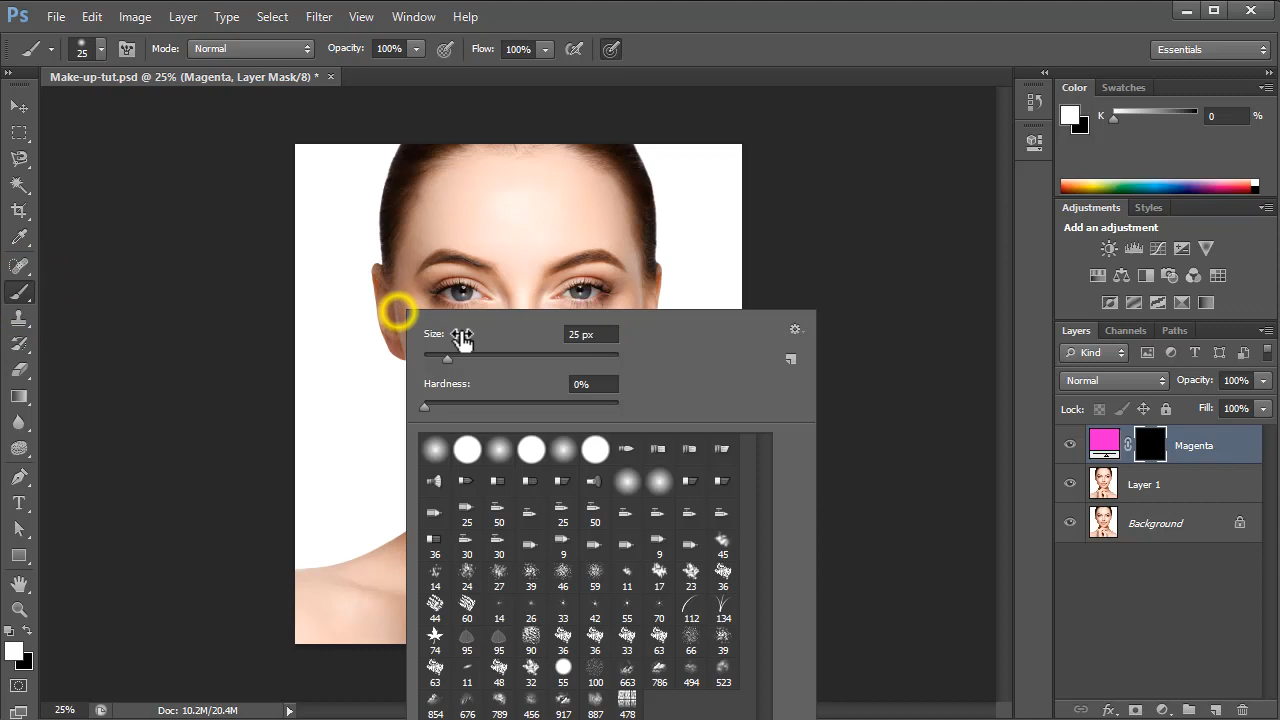 Ps File Edit Image Layer Type Select Filter View Window Help
25 Mode: Normal Opacity: 100% Flow: 100% Essentials
Make-up-tut.psd @ 25% (Magenta, Layer Mask/8) * ×
Color Swatches
K 0 %
Adjustments Styles
Add an adjustment
Size: 25 px
Hardness: 0%
25 50 25 50
36 30 30 9 9 45
14 24 27 39 46 59 11 17 23 36
44 60 14 26 33 42 55 70 112 134
74 95 95 90 36 36 33 63 66 39
63 11 48 32 55 100 663 786 494 523
854 676 789 456 917 887 478
Layers Channels Paths
Kind
Normal Opacity: 100%
Lock: Fill: 100%
Magenta
Layer 1
Background
25% Doc: 10.2M/20.4M
fx